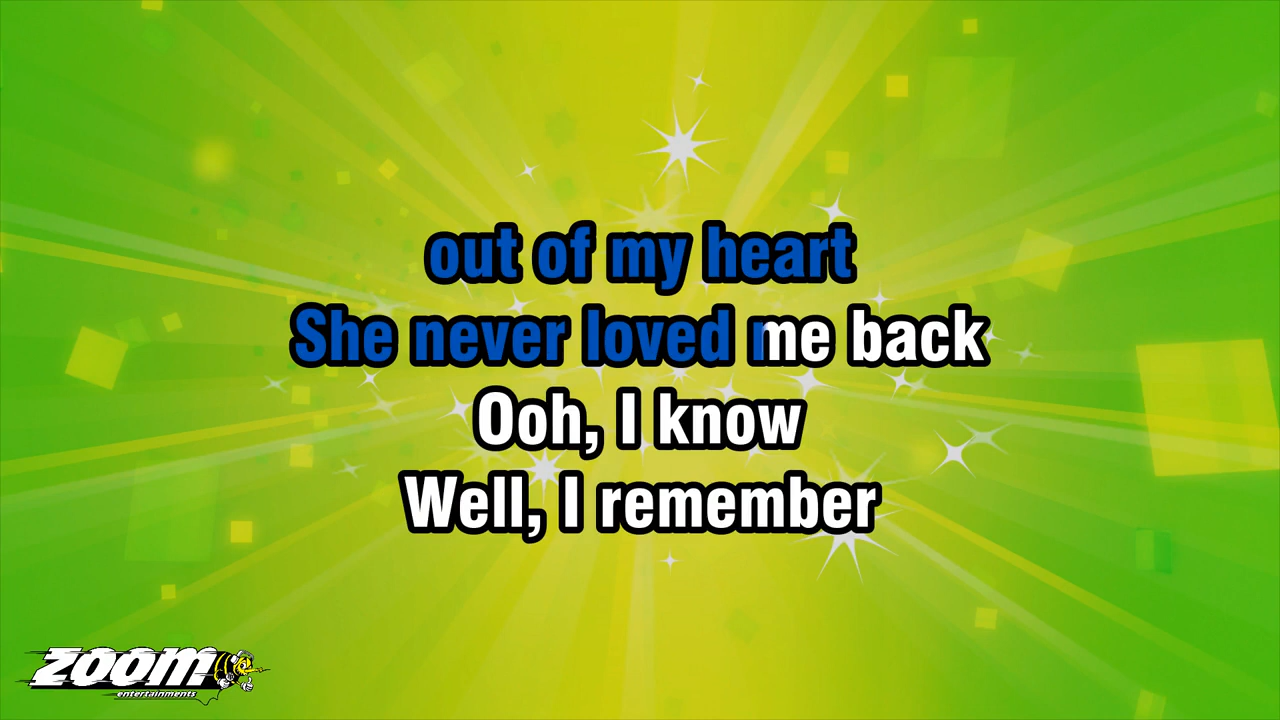 out of my heart
She never loved me back
Ooh, I know
Well, I remember
ZOOM
entertainments